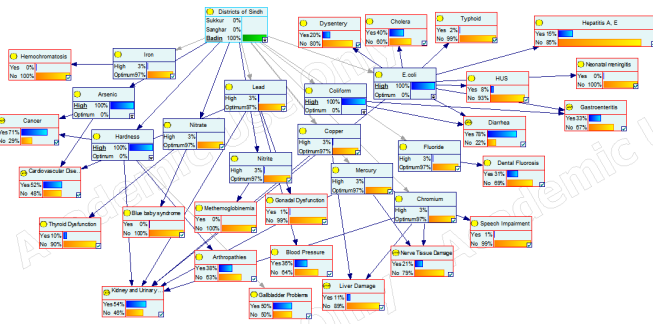 Districts of Sindh
Sukkur 0%
Sanghar 0%
Badin 100%
Dysentery
Yes 20%
No 80%
Cholera
Yes 40%
No 60%
Typhoid
Yes 2%
No 99%
Hepatitis A, E
Yes 15%
No 85%
Hemochromatosis
Yes 0%
No 100%
Iron
High 3%
Optimum 97%
E.coli
High 100%
Optimum 0%
HUS
Yes 8%
No 93%
Neonatal meningitis
Yes 0%
No 100%
Arsenic
High 100%
Optimum 0%
Lead
High 3%
Optimum 97%
Coliform
High 100%
Optimum 0%
Gastroenteritis
Yes 33%
No 67%
Cancer
Yes 71%
No 29%
Hardness
High 100%
Optimum 0%
Nitrate
High 3%
Optimum 97%
Copper
High 3%
Optimum 97%
Diarrhea
Yes 78%
No 22%
Fluoride
High 3%
Optimum 97%
Cardiovascular Dise...
Yes 52%
No 48%
Nitrite
High 3%
Optimum 97%
Mercury
High 3%
Optimum 97%
Dental Fluorosis
Yes 31%
No 69%
Thyroid Dysfunction
Yes 10%
No 90%
Blue baby syndrome
Yes 0%
No 100%
Methemoglobinemia
Yes 0%
No 100%
Gonadel Dysfunction
Yes 1%
No 99%
Chromium
High 3%
Optimum 97%
Speech Impairment
Yes 1%
No 99%
Arthropathies
Yes 38%
No 63%
Blood Pressure
Yes 36%
No 64%
Nerve Tissue Damage
Yes 21%
No 79%
Kidney and Urinary...
Yes 54%
No 46%
Gallbladder Problems
Yes 50%
No 50%
Liver Damage
Yes 11%
No 89%